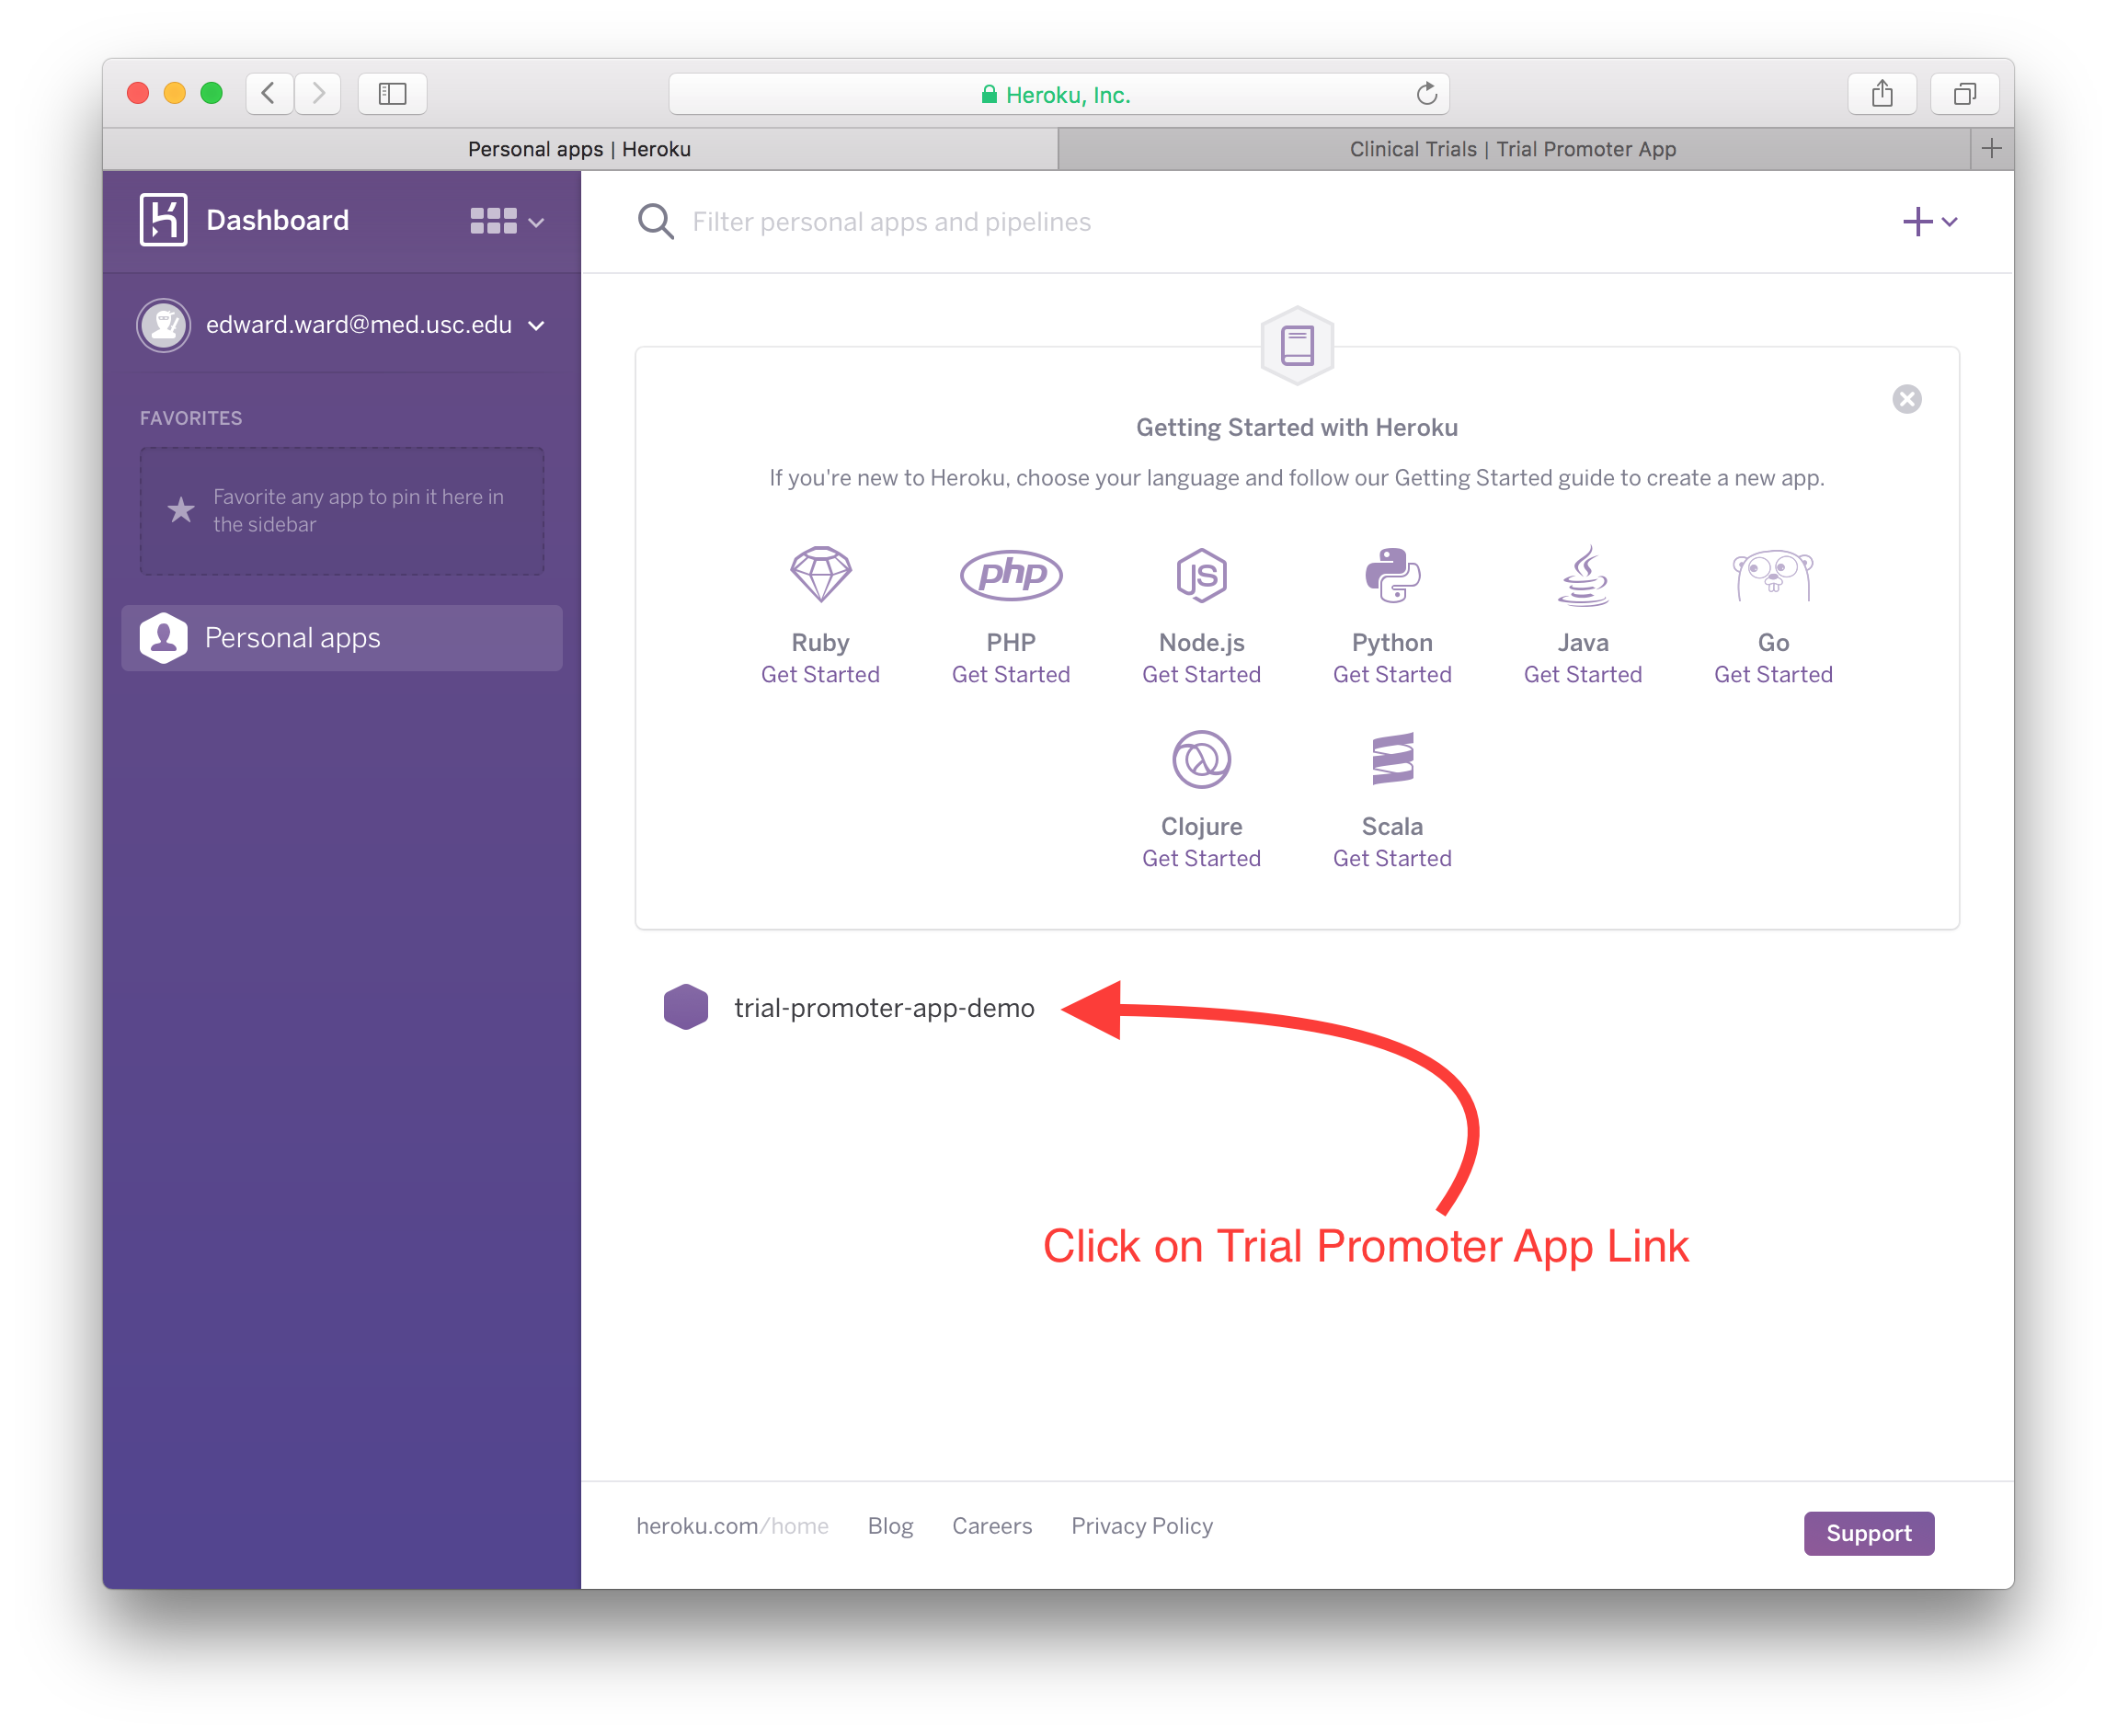 Heroku, Inc.
Personal apps | Heroku
Clinical Trials | Trial Promoter App
Dashboard
Filter personal apps and pipelines
edward.ward@med.usc.edu
FAVORITES
Favorite any app to pin it here in
the sidebar
Personal apps
Getting Started with Heroku
If you're new to Heroku, choose your language and follow our Getting Started guide to create a new app.
php
JS
Ruby
PHP
Node.js
Python
Java
Go
Get Started
Get Started
Get Started
Get Started
Get Started
Get Started
Clojure
Scala
Get Started
Get Started
trial-promoter-app-demo
Click on Trial Promoter App Link
heroku.com/home
Blog
Careers
Privacy Policy
Support